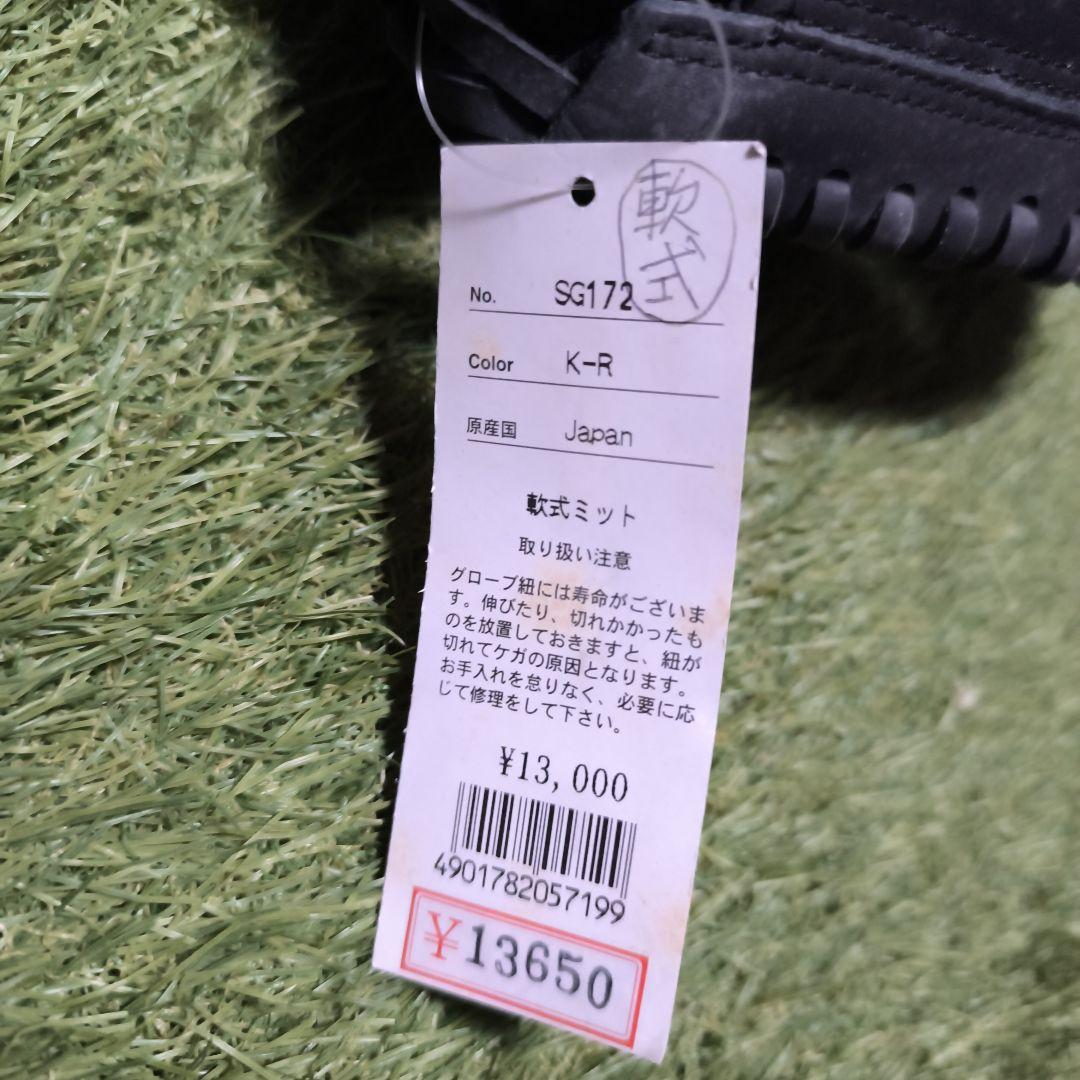 軟式
No. SG172
Color K-R
原産国 Japan
軟式ミット
取り扱い注意
グローブ紐には寿命がございま
す。伸びたり、切れかかったも
のを放置しておきますと、紐が
切れてケガの原因となります。
お手入れを怠りなく、必要に応
じて修理をして下さい。
¥13,000
4901782057199
¥13650